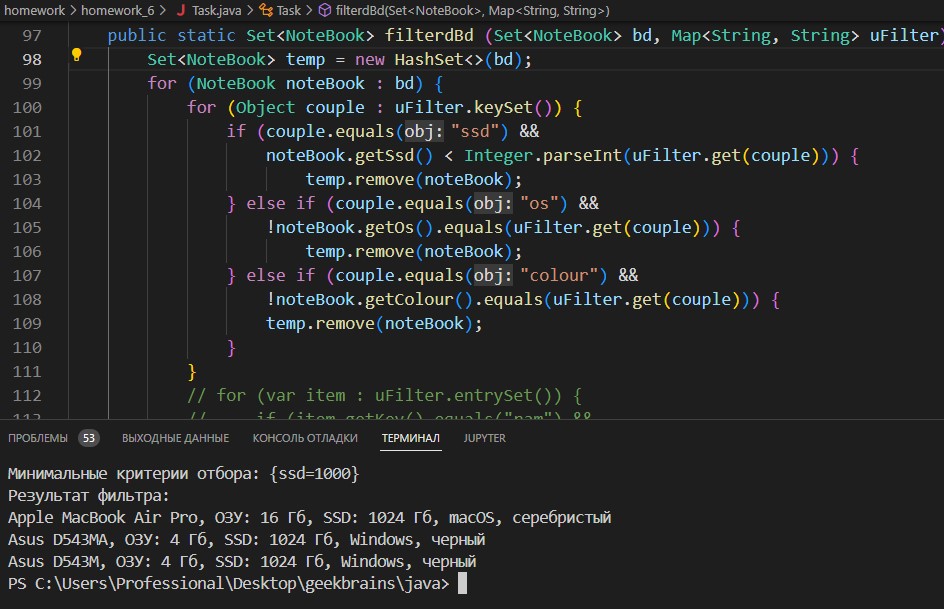 homework > homework_6 > J Task.java > Task > filterdBd(Set<NoteBook>, Map<String, String>)
97 public static Set<NoteBook> filterdBd (Set<NoteBook> bd, Map<String, String> uFilter)
98 Set<NoteBook> temp = new HashSet<>(bd);
99 for (NoteBook noteBook : bd) {
100 for (Object couple : uFilter.keySet()) {
101 if (couple.equals(obj: "ssd") &&
102 noteBook.getSsd() < Integer.parseInt(uFilter.get(couple))) {
103 temp.remove(noteBook);
104 } else if (couple.equals(obj: "os") &&
105 !noteBook.getOs().equals(uFilter.get(couple))) {
106 temp.remove(noteBook);
107 } else if (couple.equals(obj: "colour") &&
108 !noteBook.getColour().equals(uFilter.get(couple))) {
109 temp.remove(noteBook);
110 }
111 }
112 // for (var item : uFilter.entrySet()) {
113 // if (item.getKey().equals("ram") &&
ПРОБЛЕМЫ 53 ВЫХОДНЫЕ ДАННЫЕ КОНСОЛЬ ОТЛАДКИ ТЕРМИНАЛ JUPYTER
Минимальные критерии отбора: {ssd=1000}
Результат фильтра:
Apple MacBook Air Pro, ОЗУ: 16 Гб, SSD: 1024 Гб, macOS, серебристый
Asus D543MA, ОЗУ: 4 Гб, SSD: 1024 Гб, Windows, черный
Asus D543M, ОЗУ: 4 Гб, SSD: 1024 Гб, Windows, черный
PS C:\Users\Professional\Desktop\geekbrains\java>